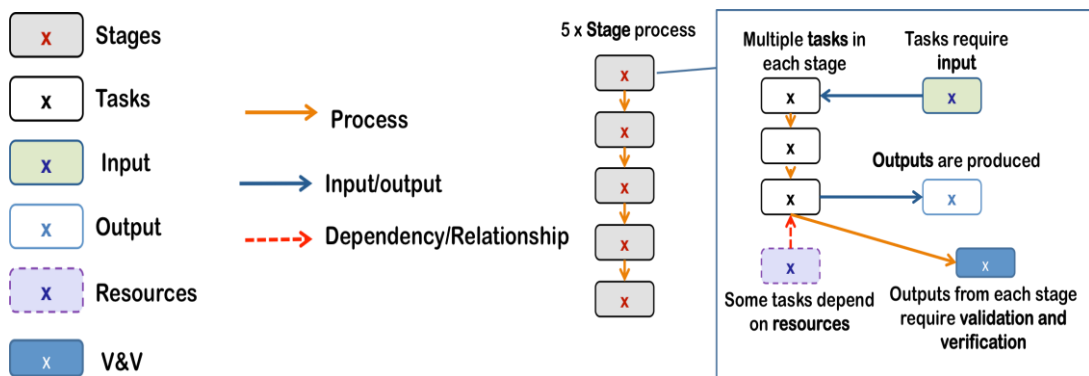 x
Stages
x
Tasks
x
Input
x
Output
x
Resources
x
V&V
Process
Input/output
Dependency/Relationship
5 x Stage process
x
x
x
x
x
Multiple tasks in
each stage
x
x
x
Tasks require
input
x
Outputs are produced
x
x
Some tasks depend
on resources
x
Outputs from each stage
require validation and
verification